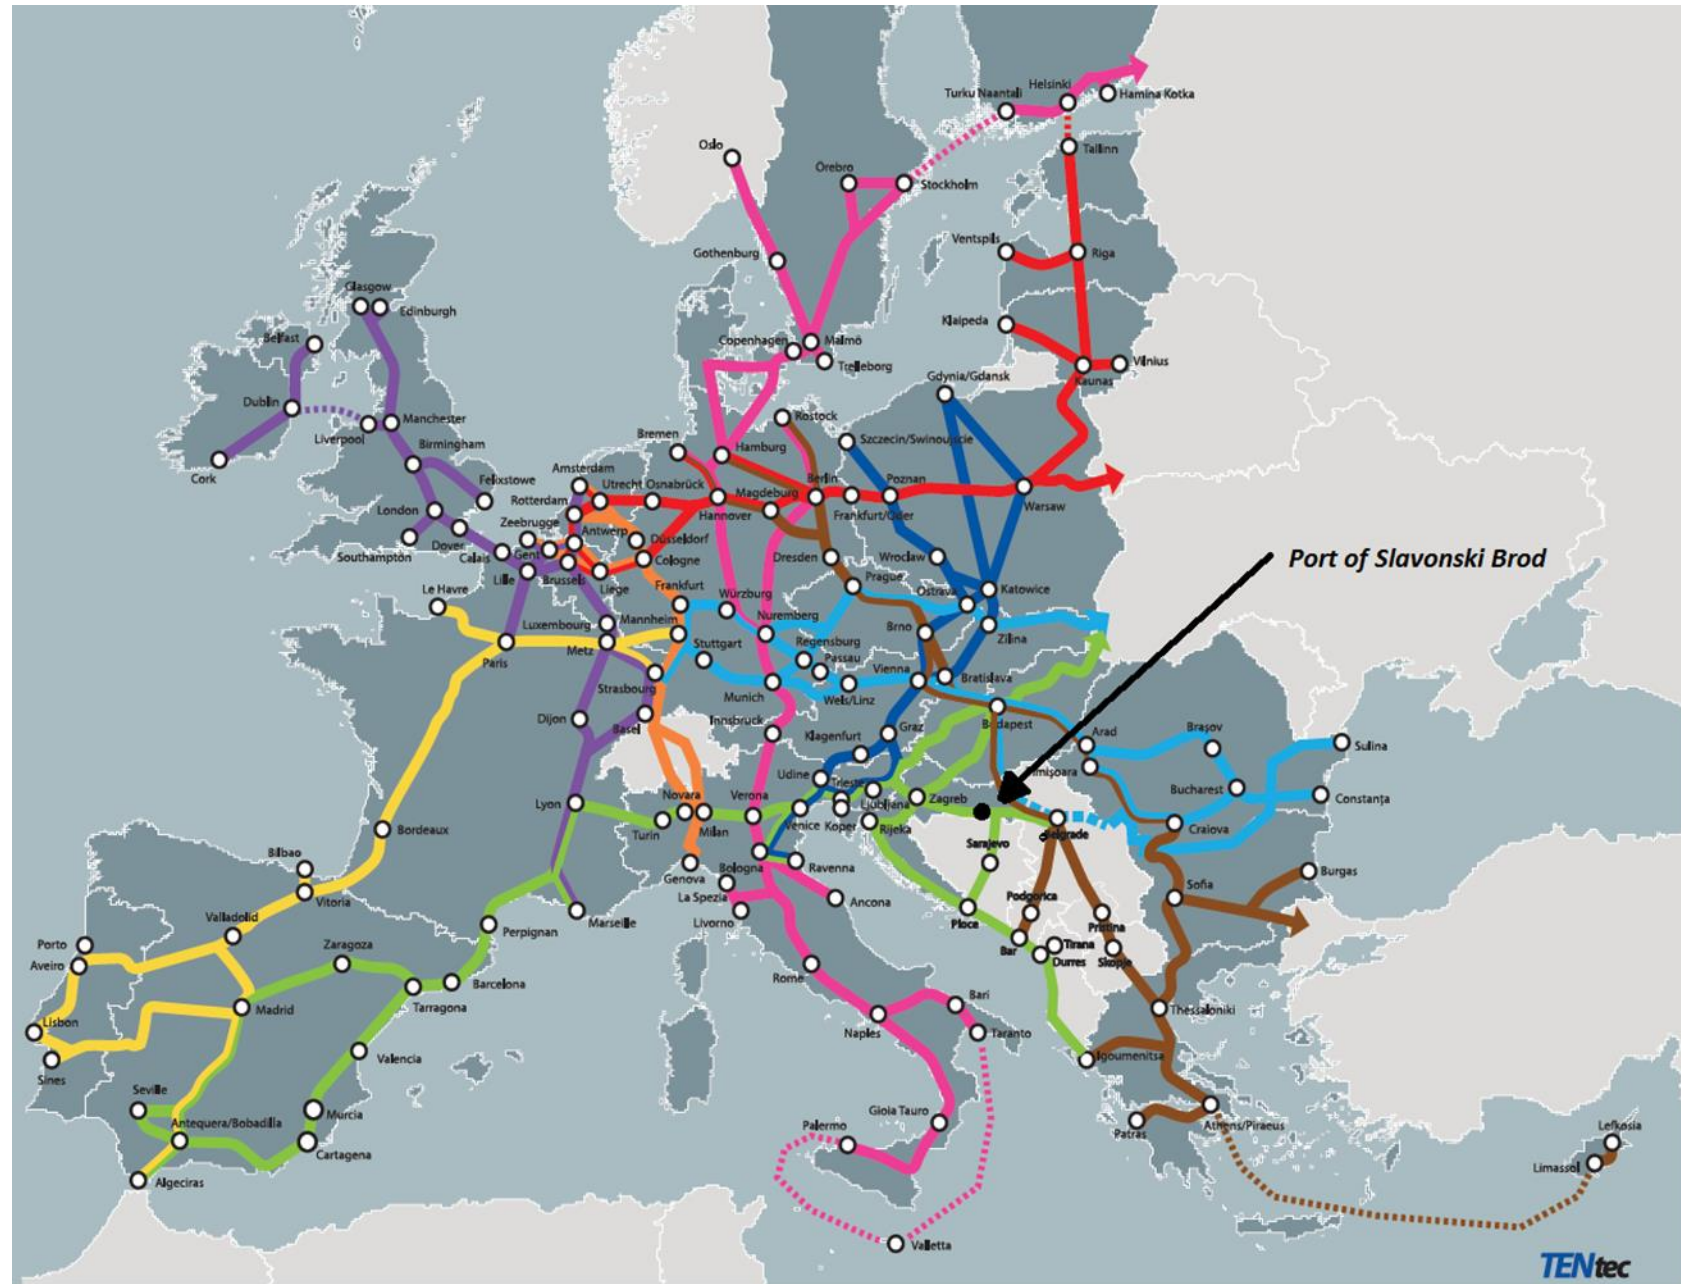 Helsinki
Turku Naantali
Hamina Kotka
Oslo
Tallinn
Örebro
Stockholm
Ventspils
Riga
Gothenburg
Glasgow
Edinburgh
Klaipeda
Belfast
Copenhagen
Malmö
Trelleborg
Vilnius
Kaunas
Gdynia/Gdansk
Dublin
Manchester
Liverpool
Rostock
Birmingham
Bremen
Hamburg
Szczecin/Swinoujscie
Cork
Felixstowe
Amsterdam
Utrecht
Osnabrück
Berlin
Poznan
Rotterdam
Magdeburg
Warsaw
London
Hannover
Frankfurt/Oder
Zeebrugge
Antwerp
Düsseldorf
Southampton
Dover
Calais
Gent
Cologne
Dresden
Wroclaw
Port of Slavonski Brod
Lille
Brussels
Liege
Frankfurt
Prague
Ostrava
Katowice
Le Havre
Würzburg
Luxembourg
Mannheim
Nuremberg
Brno
Zilina
Paris
Metz
Stuttgart
Regensburg
Passau
Vienna
Bratislava
Strasbourg
Munich
Wels/Linz
Dijon
Basel
Innsbruck
Graz
Budapest
Klagenfurt
Arad
Braşov
Sulina
Udine
Trieste
Timişoara
Bucharest
Constanţa
Lyon
Novara
Verona
Ljubljana
Zagreb
Turin
Milan
Venice
Koper
Rijeka
Belgrade
Craiova
Bordeaux
Sarajevo
Bilbao
Genova
Bologna
Ravenna
Burgas
La Spezia
Vitoria
Ancona
Podgorica
Sofia
Valladolid
Marseille
Livorno
Perpignan
Ploce
Pristina
Porto
Zaragoza
Bar
Tirana
Aveiro
Durres
Skopje
Rome
Barcelona
Madrid
Tarragona
Bari
Thessaloniki
Lisbon
Naples
Taranto
Valencia
Igoumenitsa
Sines
Seville
Murcia
Gioia Tauro
Antequera/Bobadilla
Palermo
Patras
Athens/Piraeus
Lefkosia
Cartagena
Limassol
Algeciras
Valletta
TENtec